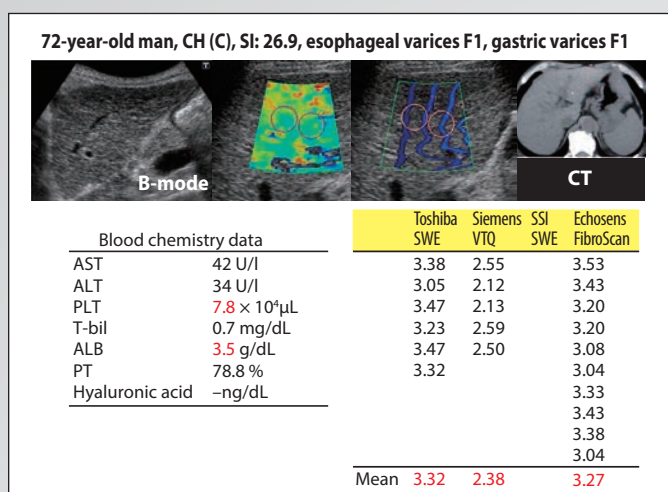 72-year-old man, CH (C), SI: 26.9, esophageal varices F1, gastric varices F1
T
B-mode
CT
Blood chemistry data
AST 42 U/l
ALT 34 U/l
PLT 7.8 × 10⁴μL
T-bil 0.7 mg/dL
ALB 3.5 g/dL
PT 78.8 %
Hyaluronic acid –ng/dL
Toshiba Siemens SSI Echosens
SWE VTQ SWE FibroScan
3.38 2.55 3.53
3.05 2.12 3.43
3.47 2.13 3.20
3.23 2.59 3.20
3.47 2.50 3.08
3.32 3.04
3.33
3.43
3.38
3.04
Mean 3.32 2.38 3.27